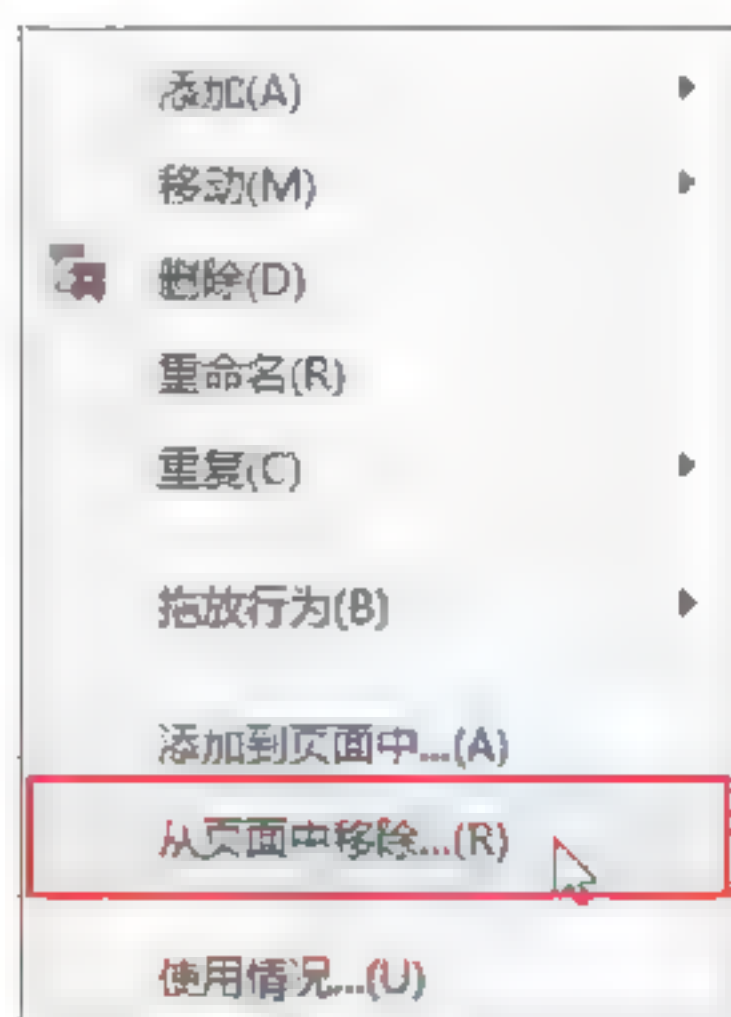 添加(A)
移动(M)
删除(D)
重命名(R)
重复(C)
拖放行为(B)
添加到页面中...(A)
从页面中移除...(R)
使用情况...(U)